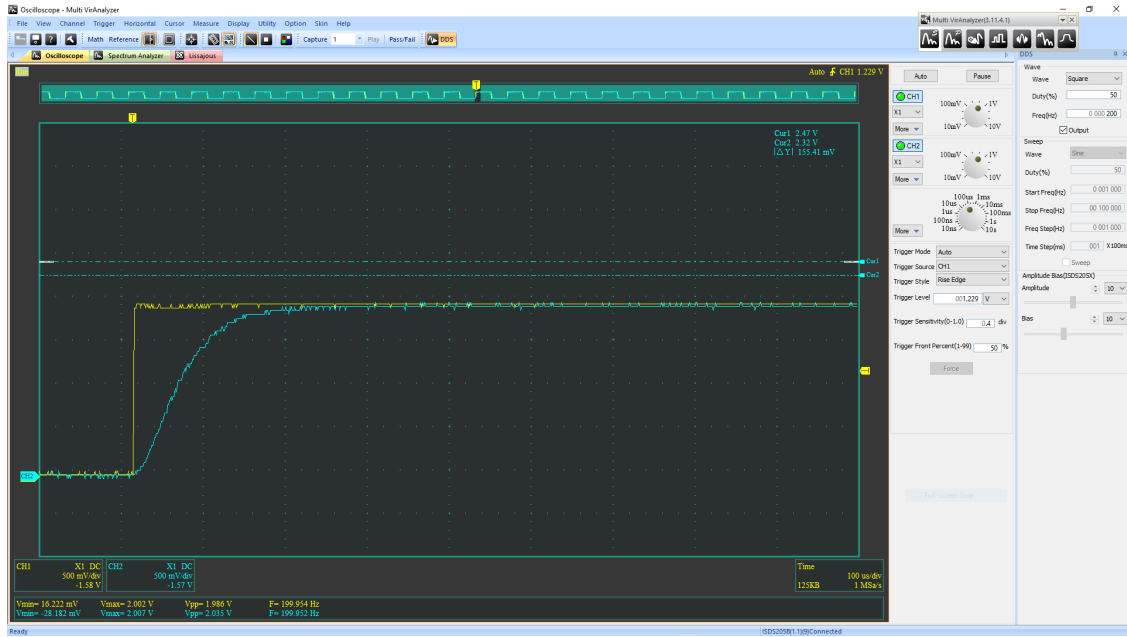 Oscilloscope - Multi VirAnalyzer
File View Channel Trigger Horizontal Cursor Measure Display Utility Option Skin Help
Math Reference Capture 1 Play Pass/Fail DDS
Oscilloscope Spectrum Analyzer Lissajous
Multi VirAnalyzer(3.11.4.1)
Auto CH1 1.229 V
T
T
Cur1 2.47 V
Cur2 2.32 V
|△Y| 155.41 mV
Cur1
Cur2
CH2
CH1 X1 DC
500 mV/div
-1.58 V
CH2 X1 DC
500 mV/div
-1.57 V
Time
100 us/div
125KB 1 MSa/s
Vmin= 16.222 mV Vmax= 2.002 V Vpp= 1.986 V F= 199.954 Hz
Vmin= -28.182 mV Vmax= 2.007 V Vpp= 2.035 V F= 199.952 Hz
Auto Pause
CH1
X1
More
100mV 1V
10mV 10V
CH2
X1
More
100mV 1V
10mV 10V
100us 1ms
10us 10ms
1us 100ms
100ns 1s
10ns 10s
More
Trigger Mode Auto
Trigger Source CH1
Trigger Style Rise Edge
Trigger Level 001.229 V
Trigger Sensitivity(0-1.0) 0.4 div
Trigger Front Percent(1-99) 50 %
Force
DDS
Wave
Wave Square
Duty(%) 50
Freq(Hz) 0 000 200
Output
Sweep
Wave Sine
Duty(%) 50
Start Freq(Hz) 0 001 000
Stop Freq(Hz) 00 100 000
Freq Step(Hz) 0 001 000
Time Step(ms) 001 X100ms
Sweep
Amplitude Bias(ISDS205X)
Amplitude 10
Bias 10
Ready
ISDS205B(1.1)(9)Connected